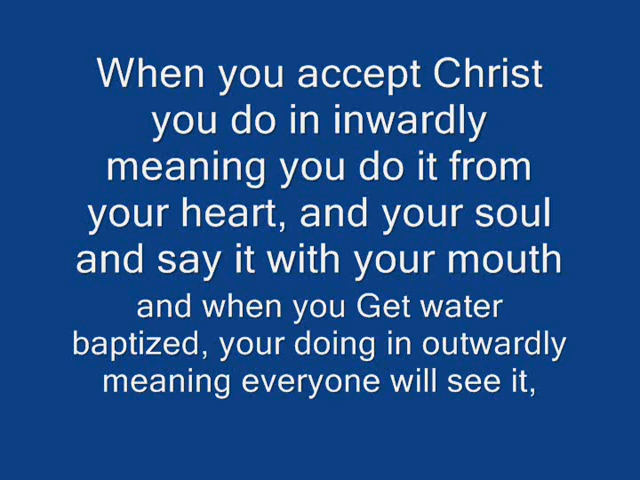 When you accept Christ
you do in inwardly
meaning you do it from
your heart, and your soul
and say it with your mouth
and when you Get water
baptized, your doing in outwardly
meaning everyone will see it,